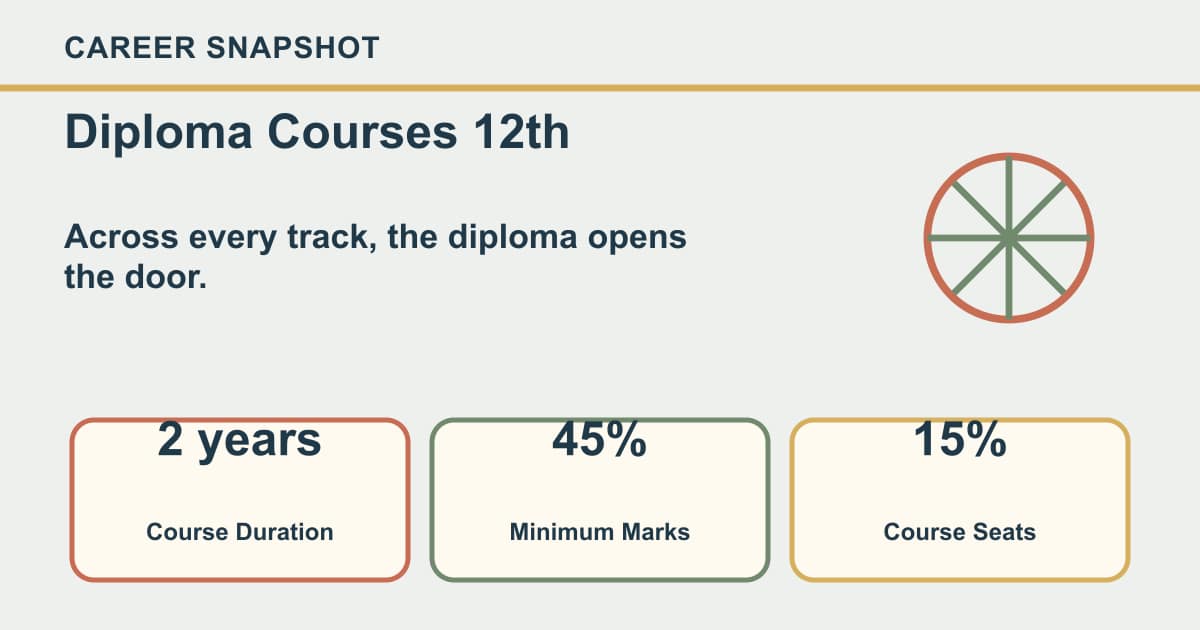 CAREER SNAPSHOT
Diploma Courses 12th
Across every track, the diploma opens
the door.
2 years
45%
15%
Course Duration
Minimum Marks
Course Seats